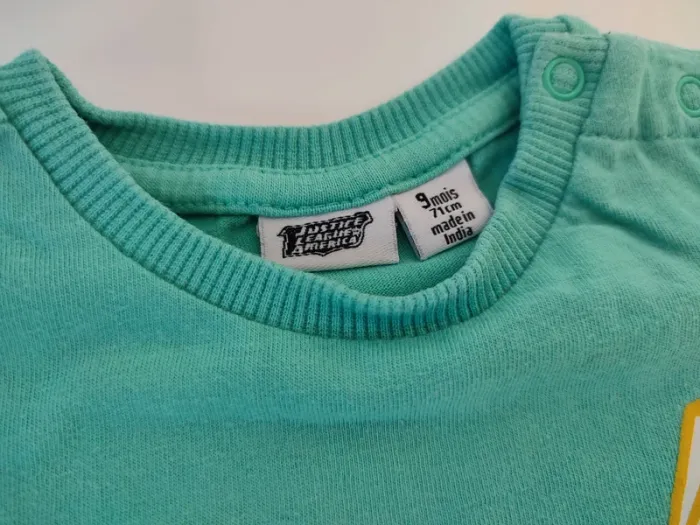 JUSTICE
LEAGUE OF
AMERICA
9 mois
71 cm
made in
India